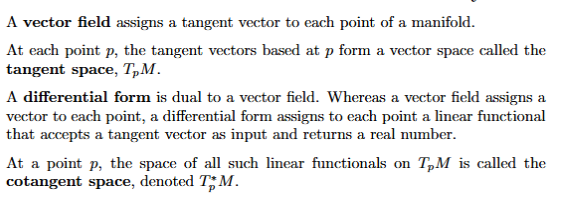 A vector field assigns a tangent vector to each point of a manifold.
At each point p, the tangent vectors based at p form a vector space called the
tangent space, TₚM.
A differential form is dual to a vector field. Whereas a vector field assigns a
vector to each point, a differential form assigns to each point a linear functional
that accepts a tangent vector as input and returns a real number.
At a point p, the space of all such linear functionals on TₚM is called the
cotangent space, denoted Tₚ*M.